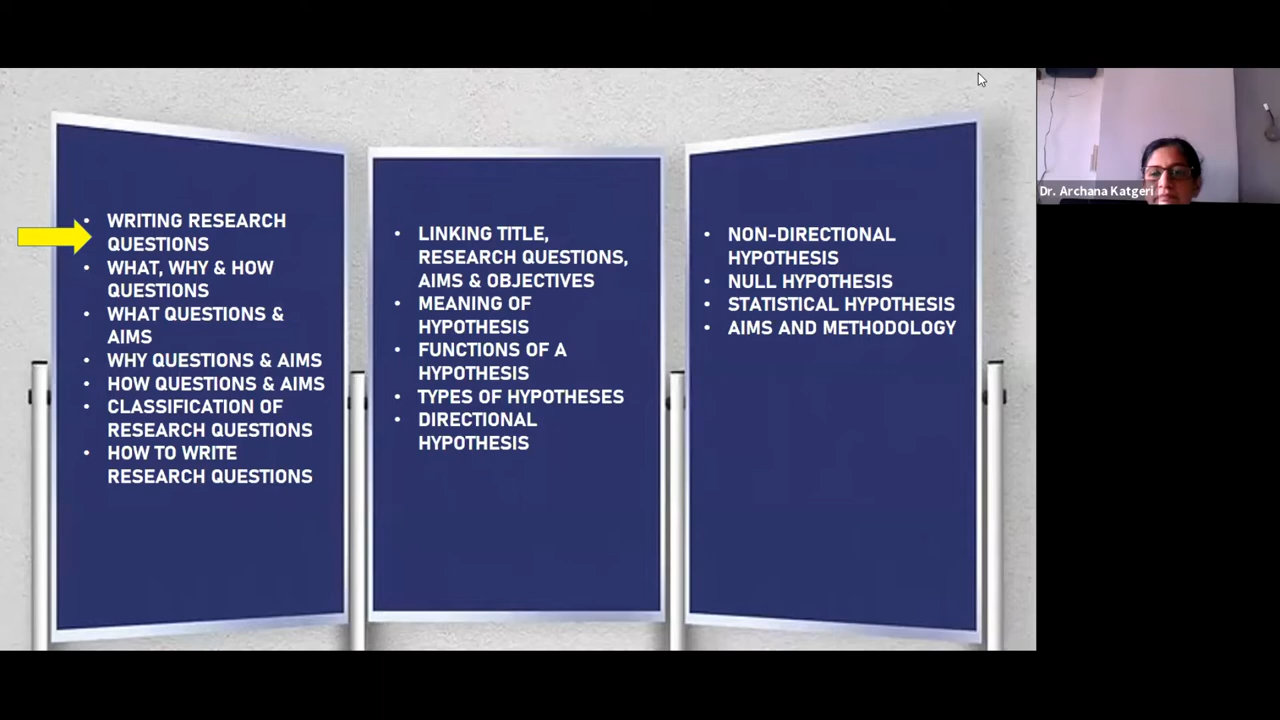 • WRITING RESEARCH
QUESTIONS
• WHAT, WHY & HOW
QUESTIONS
• WHAT QUESTIONS &
AIMS
• WHY QUESTIONS & AIMS
• HOW QUESTIONS & AIMS
• CLASSIFICATION OF
RESEARCH QUESTIONS
• HOW TO WRITE
RESEARCH QUESTIONS
• LINKING TITLE,
RESEARCH QUESTIONS,
AIMS & OBJECTIVES
• MEANING OF
HYPOTHESIS
• FUNCTIONS OF A
HYPOTHESIS
• TYPES OF HYPOTHESES
• DIRECTIONAL
HYPOTHESIS
• NON-DIRECTIONAL
HYPOTHESIS
• NULL HYPOTHESIS
• STATISTICAL HYPOTHESIS
• AIMS AND METHODOLOGY
Dr. Archana Katgeri